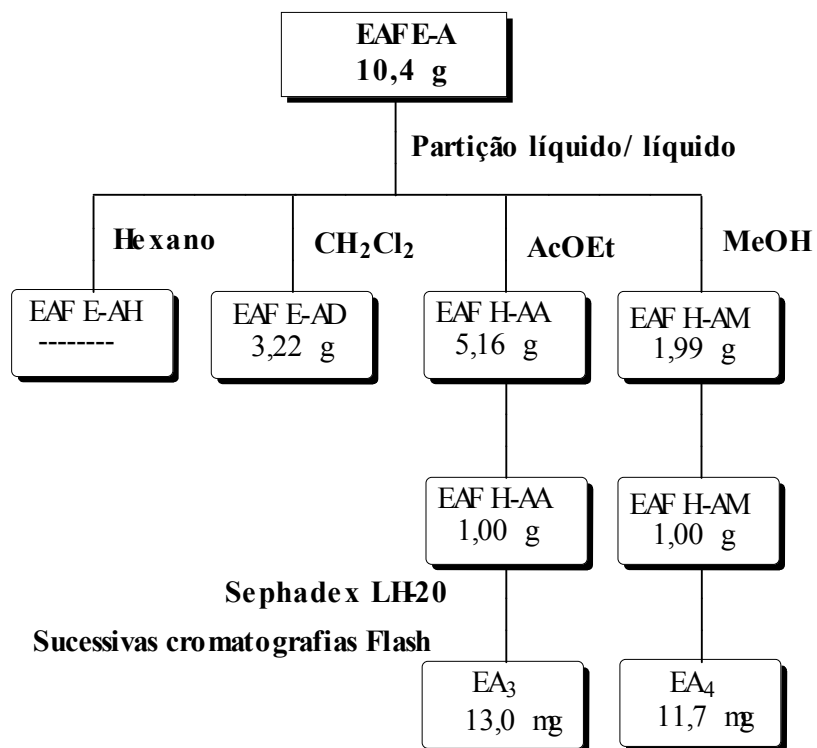 EAFE-A
10,4 g
Partição líquido/ líquido
Hexano
CH₂Cl₂
AcOEt
MeOH
EAF E-AH
--------
EAF E-AD
3,22 g
EAF H-AA
5,16 g
EAF H-AM
1,99 g
EAF H-AA
1,00 g
EAF H-AM
1,00 g
Sephadex LH-20
Sucessivas cromatografias Flash
EA₃
13,0 mg
EA₄
11,7 mg